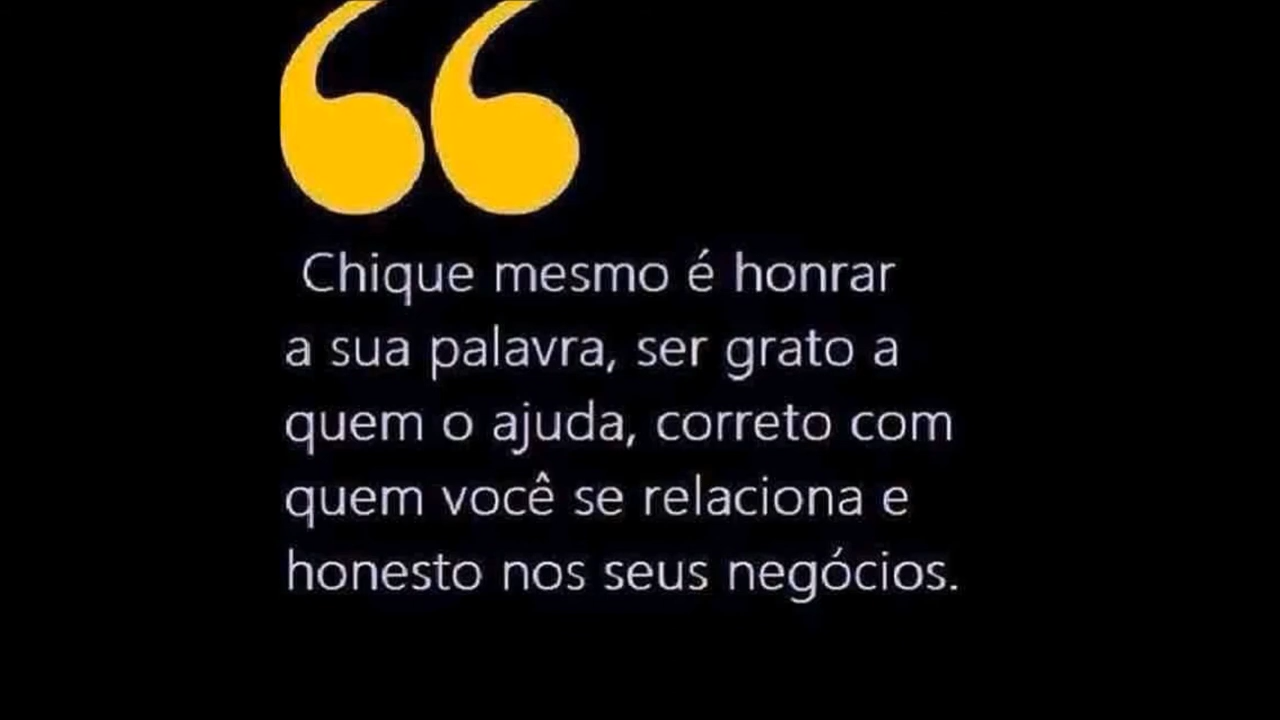 Chique mesmo é honrar
a sua palavra, ser grato a
quem o ajuda, correto com
quem você se relaciona e
honesto nos seus negócios.